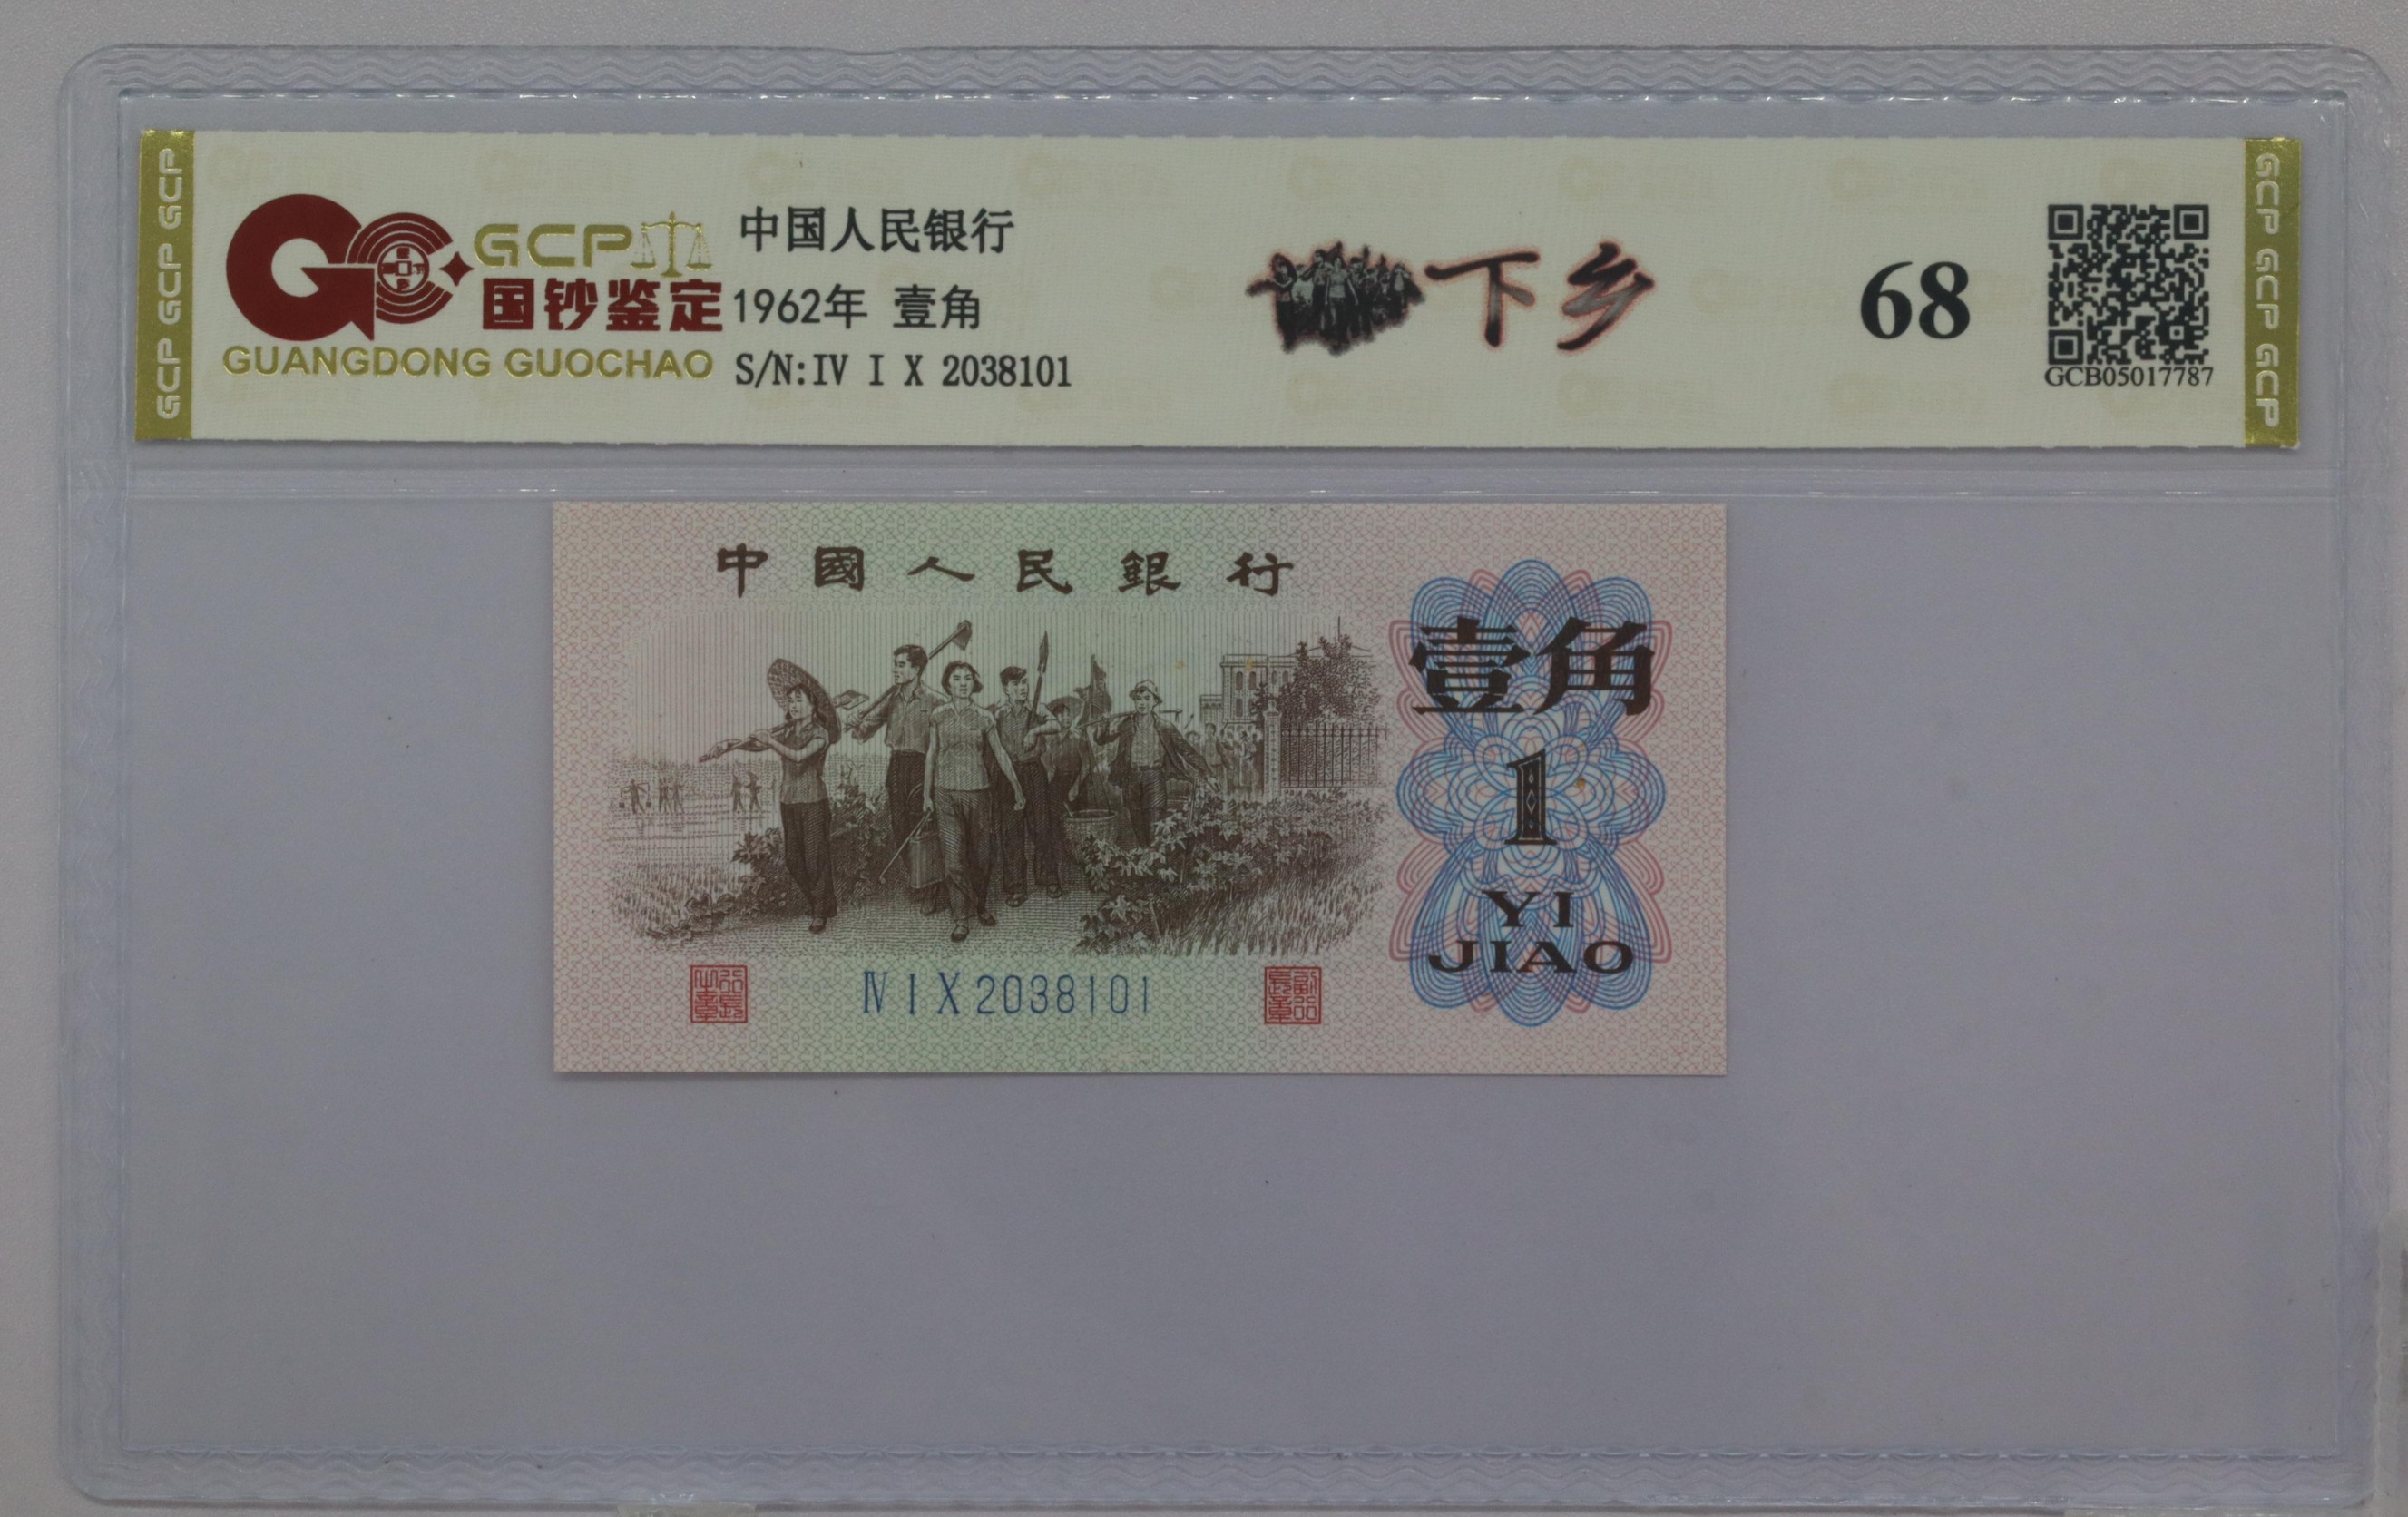 GCP GCP GCP
GCP
国钞鉴定
GUANGDONG GUOCHAO
中国人民银行
1962年 壹角
S/N:IV I X 2038101
下乡
68
GCB05017787
GCP GCP GCP
中國人民銀行
壹角
1
YI
JIAO
Ⅳ Ⅰ Ⅹ 2038101